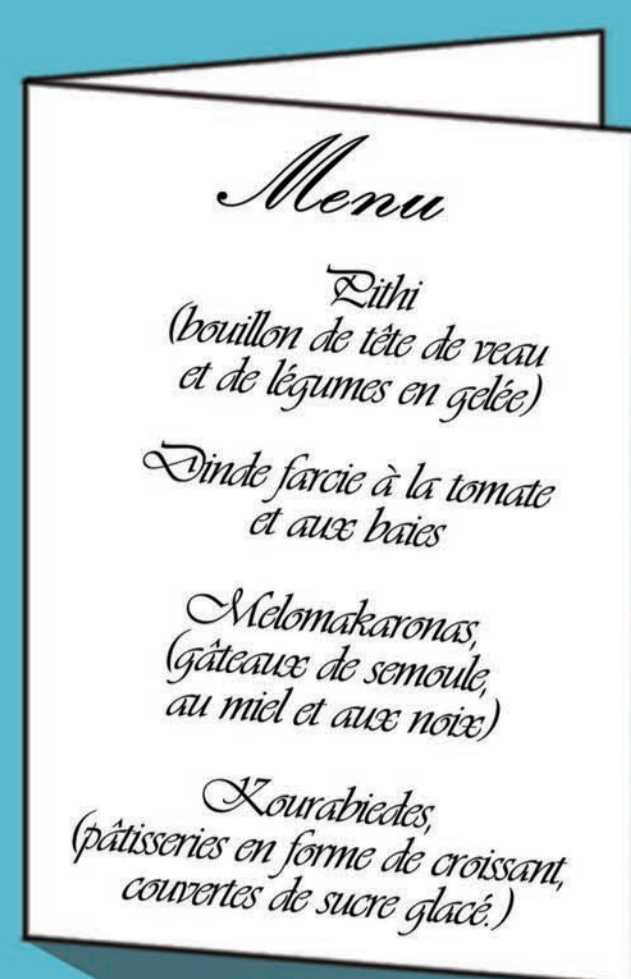 Menu
Pithi
(bouillon de tête de veau
et de légumes en gelée)
Dinde farcie à la tomate
et aux baies
Melomakaronas,
(gâteaux de semoule,
au miel et aux noix)
Kourabiedes,
(pâtisseries en forme de croissant,
couvertes de sucre glacé.)